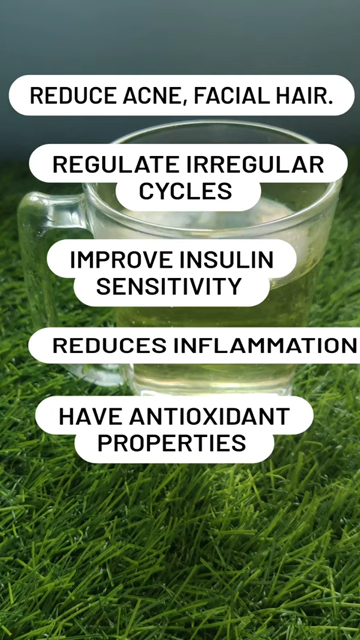 REDUCE ACNE, FACIAL HAIR.
REGULATE IRREGULAR
CYCLES
IMPROVE INSULIN
SENSITIVITY
REDUCES INFLAMMATION
HAVE ANTIOXIDANT
PROPERTIES